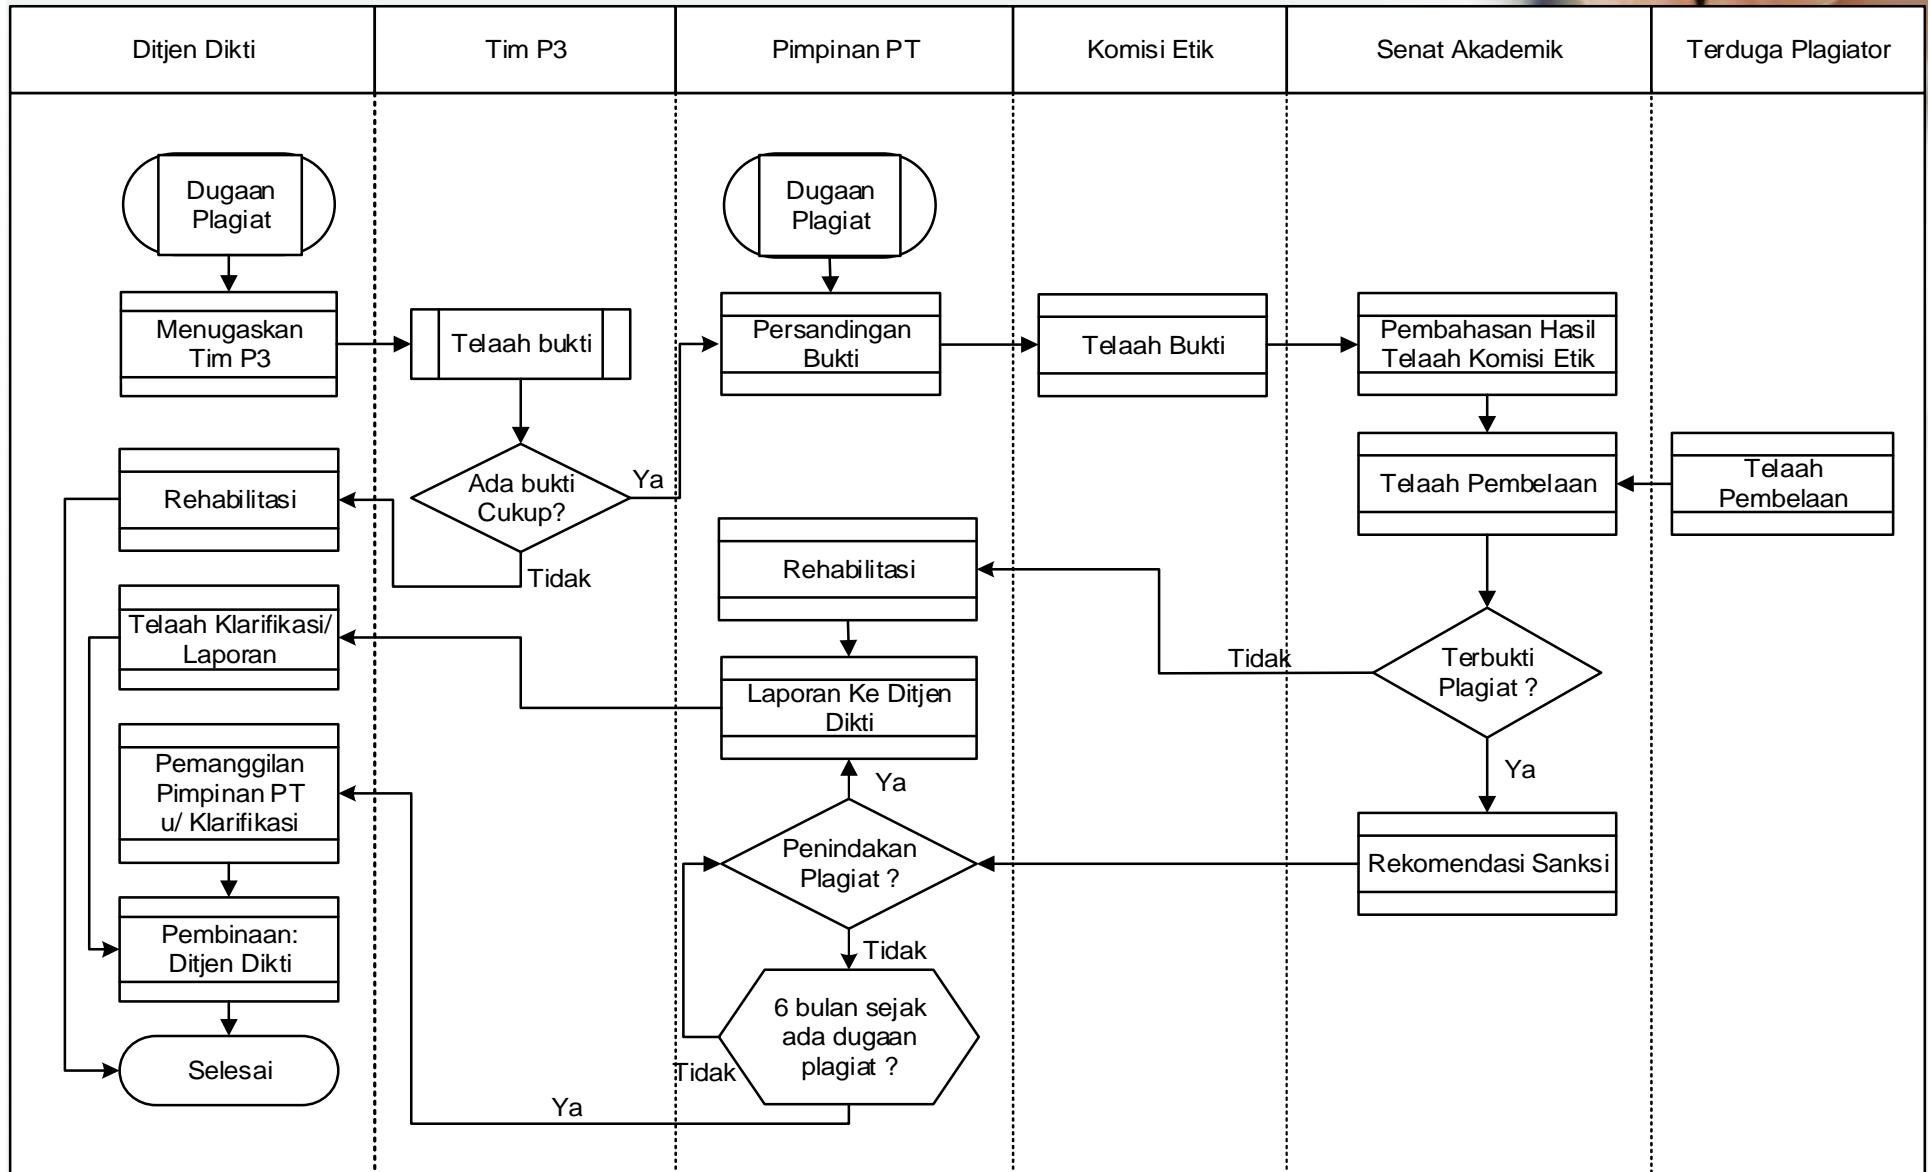 Ditjen Dikti
Tim P3
Pimpinan PT
Komisi Etik
Senat Akademik
Terduga Plagiator
Dugaan
Plagiat
Dugaan
Plagiat
Menugaskan
Tim P3
Telaah bukti
Persandingan
Bukti
Telaah Bukti
Pembahasan Hasil
Telaah Komisi Etik
Rehabilitasi
Ada bukti
Cukup?
Ya
Tidak
Telaah Pembelaan
Telaah
Pembelaan
Rehabilitasi
Telaah Klarifikasi/
Laporan
Tidak
Terbukti
Plagiat ?
Laporan Ke Ditjen
Dikti
Ya
Ya
Pemanggilan
Pimpinan PT
u/ Klarifikasi
Penindakan
Plagiat ?
Rekomendasi Sanksi
Tidak
Pembinaan:
Ditjen Dikti
6 bulan sejak
ada dugaan
plagiat ?
Tidak
Selesai
Ya